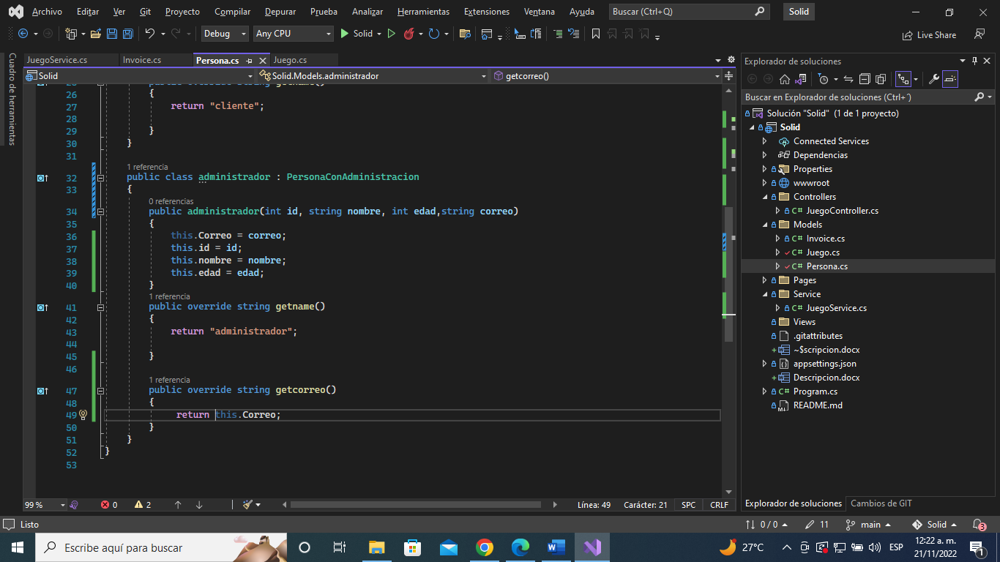 Archivo Editar Ver Git Proyecto Compilar Depurar Prueba Analizar Herramientas Extensiones Ventana Ayuda Buscar (Ctrl+Q) Solid
Debug Any CPU Solid Live Share
Cuadro de herramientas
JuegoService.cs Invoice.cs Persona.cs Juego.cs
Solid Solid.Models.administrador getcorreo()
26 {
27 return "cliente";
28
29 }
30 }
31
1 referencia
32 public class administrador : PersonaConAdministracion
33 {
0 referencias
34 public administrador(int id, string nombre, int edad,string correo)
35 {
36 this.Correo = correo;
37 this.id = id;
38 this.nombre = nombre;
39 this.edad = edad;
40 }
1 referencia
41 public override string getname()
42 {
43 return "administrador";
44
45 }
46
1 referencia
47 public override string getcorreo()
48 {
49 return this.Correo;
50 }
51 }
52 }
53
99 % 0 2 Línea: 49 Carácter: 21 SPC CRLF
Explorador de soluciones
Buscar en Explorador de soluciones (Ctrl+´)
Solución "Solid" (1 de 1 proyecto)
Solid
Connected Services
Dependencias
Properties
wwwroot
Controllers
C# JuegoController.cs
Models
C# Invoice.cs
C# Juego.cs
C# Persona.cs
Pages
Service
C# JuegoService.cs
Views
.gitattributes
~$scripcion.docx
appsettings.json
Descripcion.docx
C# Program.cs
README.md
Explorador de soluciones Cambios de GIT
Listo 0 / 0 11 main Solid 3
Escribe aquí para buscar 27°C ESP 12:22 a. m.
21/11/2022 1